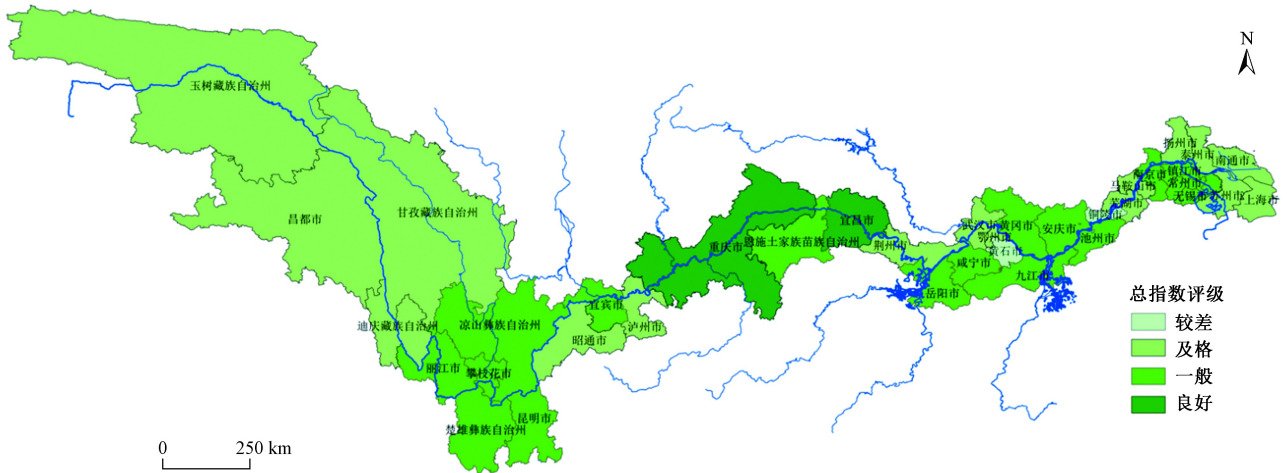 N
玉树藏族自治州
昌都市
甘孜藏族自治州
迪庆藏族自治州
丽江市
凉山彝族自治州
攀枝花市
楚雄彝族自治州
昆明市
宜宾市
昭通市
泸州市
重庆市
恩施土家族苗族自治州
宜昌市
荆州市
岳阳市
咸宁市
武汉市
鄂州市
黄冈市
黄石市
九江市
安庆市
池州市
铜陵市
芜湖市
马鞍山市
南京市
扬州市
泰州市
镇江市
常州市
无锡市
苏州市
南通市
上海市
总指数评级
较差
及格
一般
良好
0 250 km